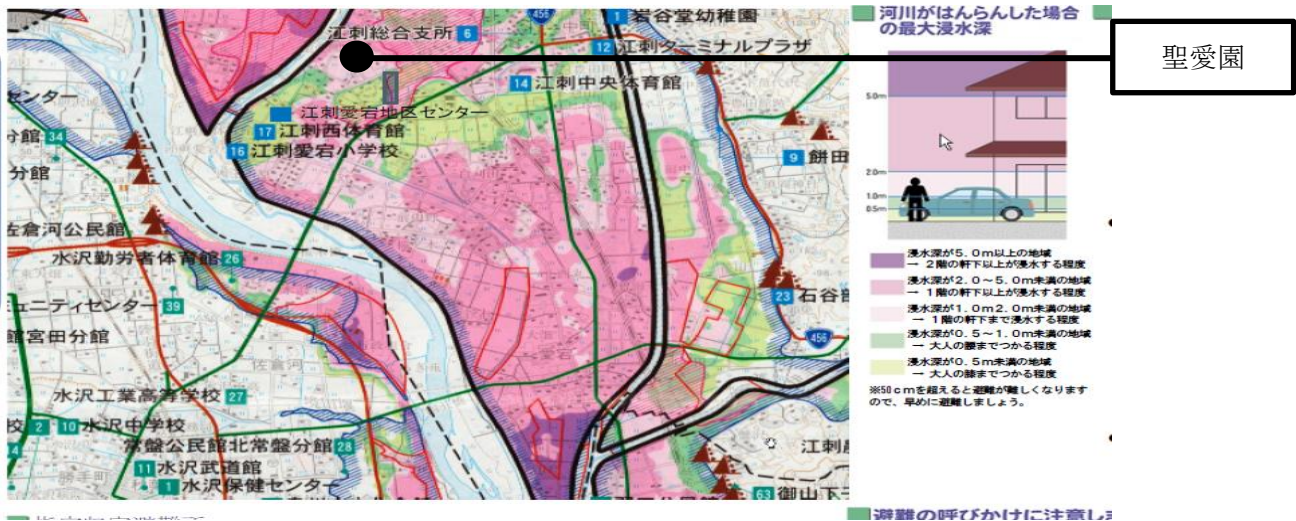 456
1 岩谷堂幼稚園
江刺総合支所 6
12 江刺ターミナルプラザ
14 江刺中央体育館
センター
江刺愛宕地区センター
分館 34
17 江刺西体育館
16 江刺愛宕小学校
9 餅田
分館
佐倉河公民館
水沢勤労者体育館 26
ミュニティセンター 39
23 石谷
館宮田分館
456
佐倉河
愛宕
水沢工業高等学校 27
校 2 10 水沢中学校
14
常盤公民館北常盤分館 28
江刺
11 水沢武道館
勝手町
1 水沢保健センター
63 御山下
河川がはんらんした場合
の最大浸水深
聖愛園
5.0m
2.0m
1.0m
0.5m
浸水深が5.0m以上の地域
→ 2階の軒下以上が浸水する程度
浸水深が2.0~5.0m未満の地域
→ 1階の軒下以上が浸水する程度
浸水深が1.0m2.0m未満の地域
→ 1階の軒下まで浸水する程度
浸水深が0.5~1.0m未満の地域
→ 大人の腰までつかる程度
浸水深が0.5m未満の地域
→ 大人の膝までつかる程度
※50cmを超えると避難が難しくなります
ので、早めに避難しましょう。
避難の呼びかけに注意し